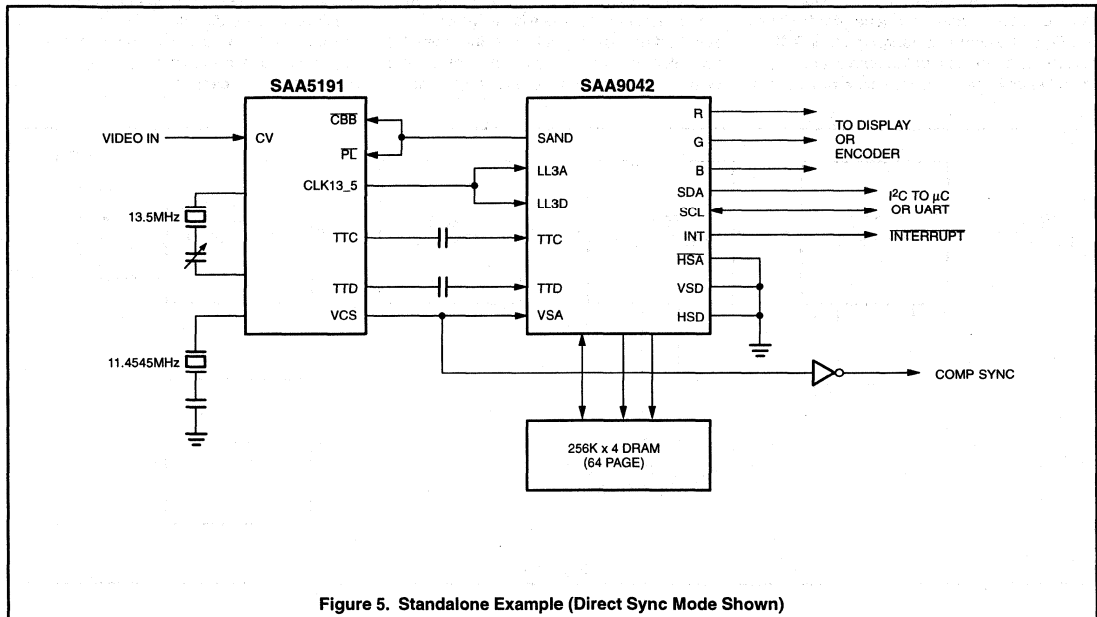 SAA5191
SAA9042
VIDEO IN
CV
CBB
PL
CLK13_5
TTC
TTD
VCS
13.5MHz
11.4545MHz
SAND
LL3A
LL3D
TTC
TTD
VSA
R
G
B
SDA
SCL
INT
HSA
VSD
HSD
TO DISPLAY
OR
ENCODER
I²C TO µC
OR UART
INTERRUPT
COMP SYNC
256K x 4 DRAM
(64 PAGE)
Figure 5. Standalone Example (Direct Sync Mode Shown)